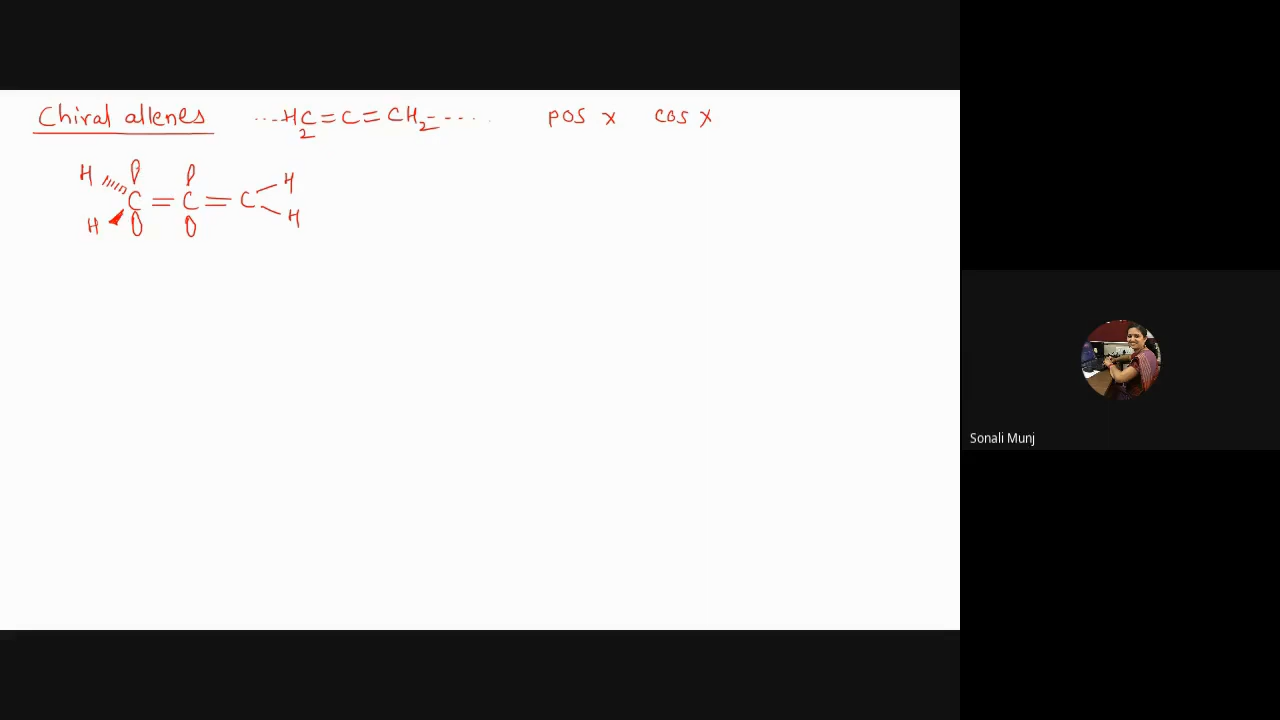 Chiral allenes ...H₂C=C=CH₂-.... POS x COS x
H H C = C = C H H
Sonali Munj